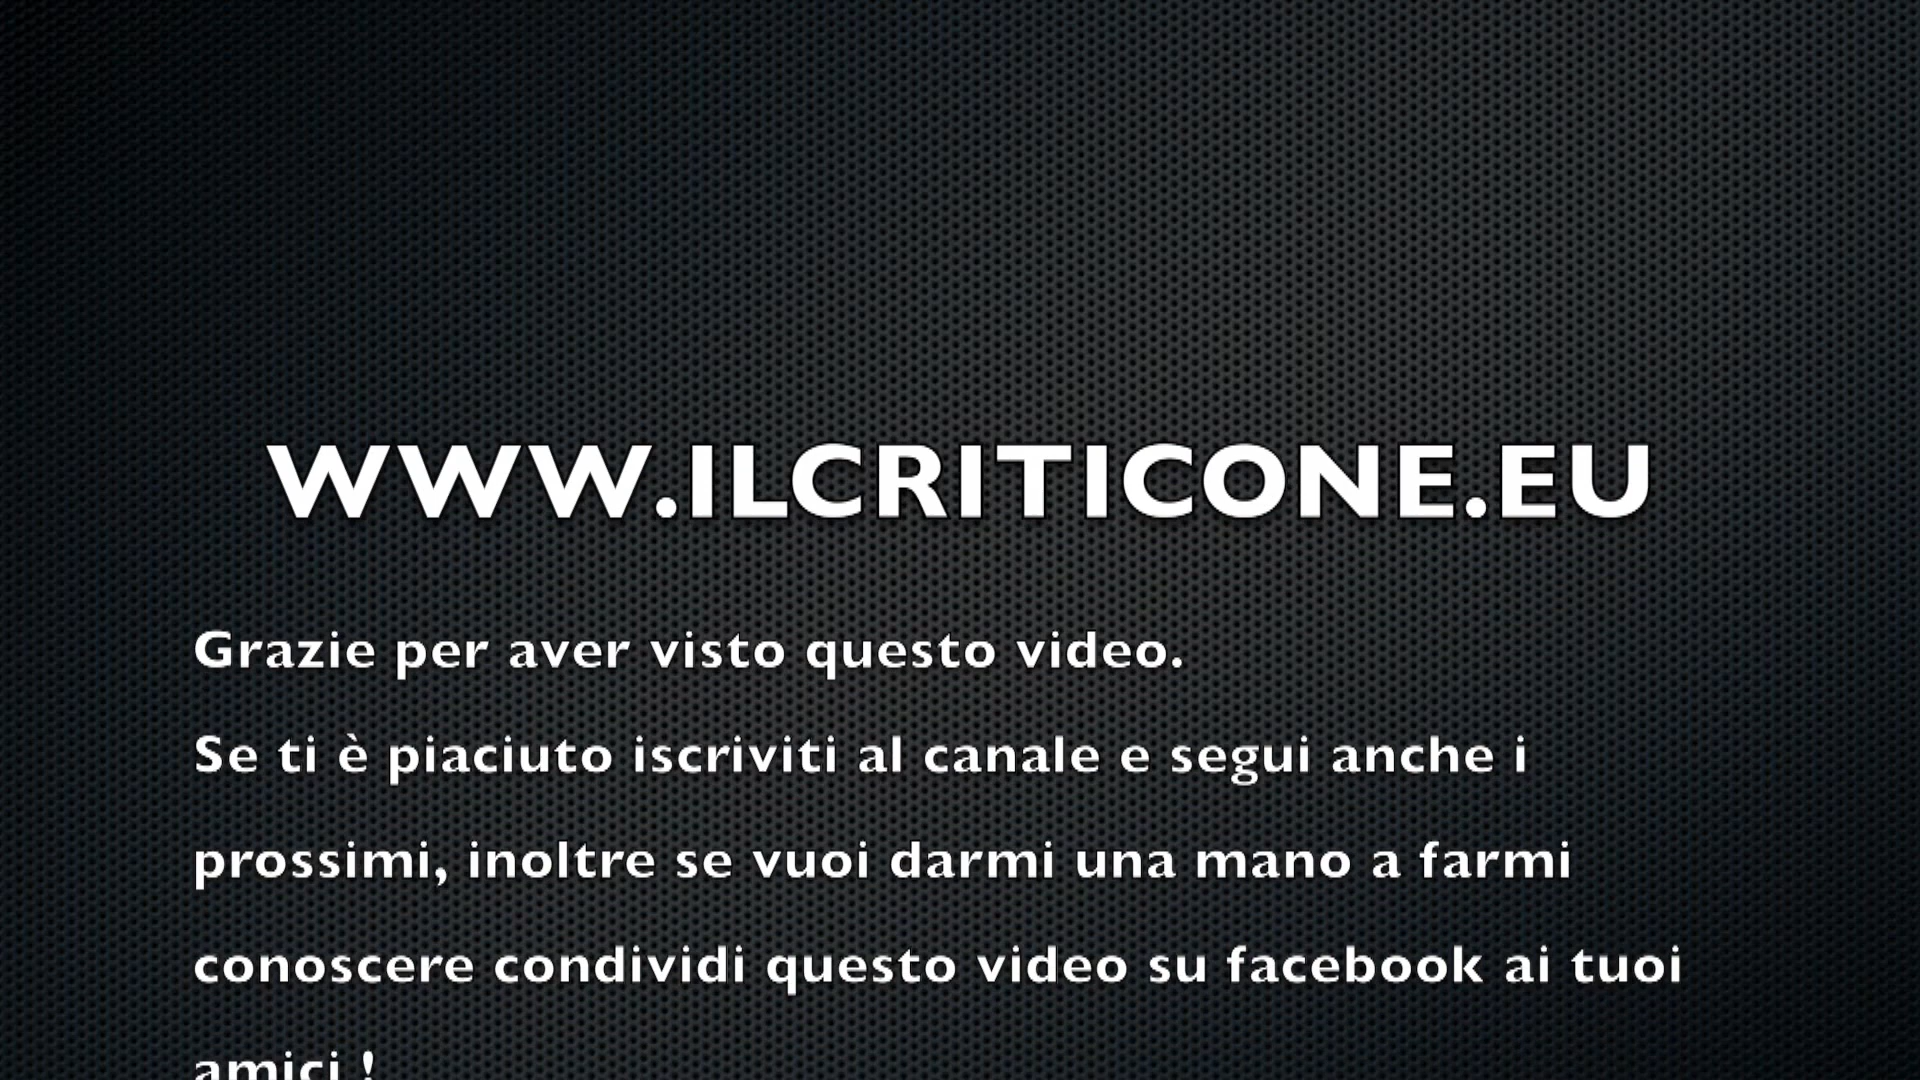 WWW.ILCRITICONE.EU
Grazie per aver visto questo video.
Se ti è piaciuto iscriviti al canale e segui anche i
prossimi, inoltre se vuoi darmi una mano a farmi
conoscere condividi questo video su facebook ai tuoi
amici !